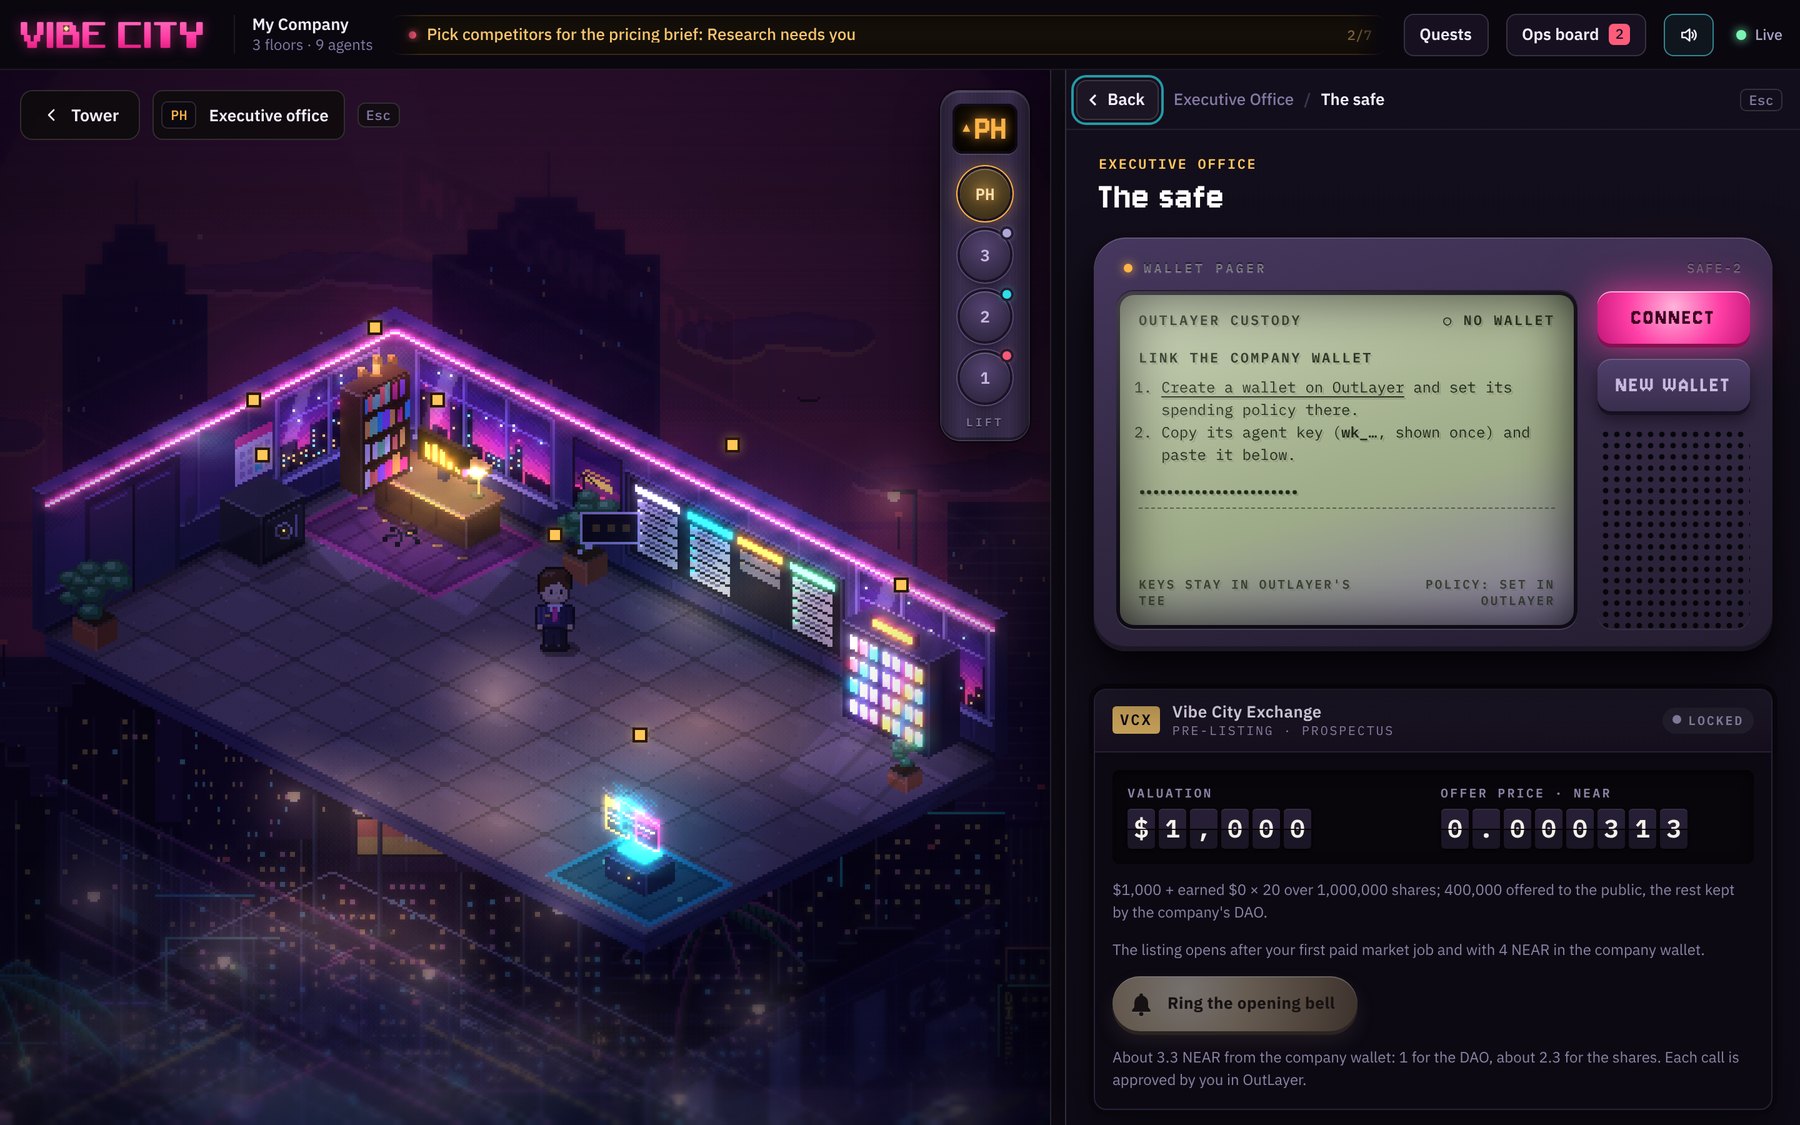 VIBE CITY
My Company
3 floors · 9 agents
Pick competitors for the pricing brief: Research needs you
2/7
Quests
Ops board 2
Live
Tower
PH Executive office
Esc
PH
PH
3
2
1
LIFT
Back
Executive Office / The safe
Esc
EXECUTIVE OFFICE
The safe
WALLET PAGER
SAFE-2
OUTLAYER CUSTODY
NO WALLET
LINK THE COMPANY WALLET
1. Create a wallet on OutLayer and set its
spending policy there.
2. Copy its agent key (wk_…, shown once) and
paste it below.
KEYS STAY IN OUTLAYER'S
TEE
POLICY: SET IN
OUTLAYER
CONNECT
NEW WALLET
VCX
Vibe City Exchange
PRE-LISTING · PROSPECTUS
LOCKED
VALUATION
$1,000
OFFER PRICE · NEAR
0.000313
$1,000 + earned $0 × 20 over 1,000,000 shares; 400,000 offered to the public, the rest kept
by the company's DAO.
The listing opens after your first paid market job and with 4 NEAR in the company wallet.
Ring the opening bell
About 3.3 NEAR from the company wallet: 1 for the DAO, about 2.3 for the shares. Each call is
approved by you in OutLayer.